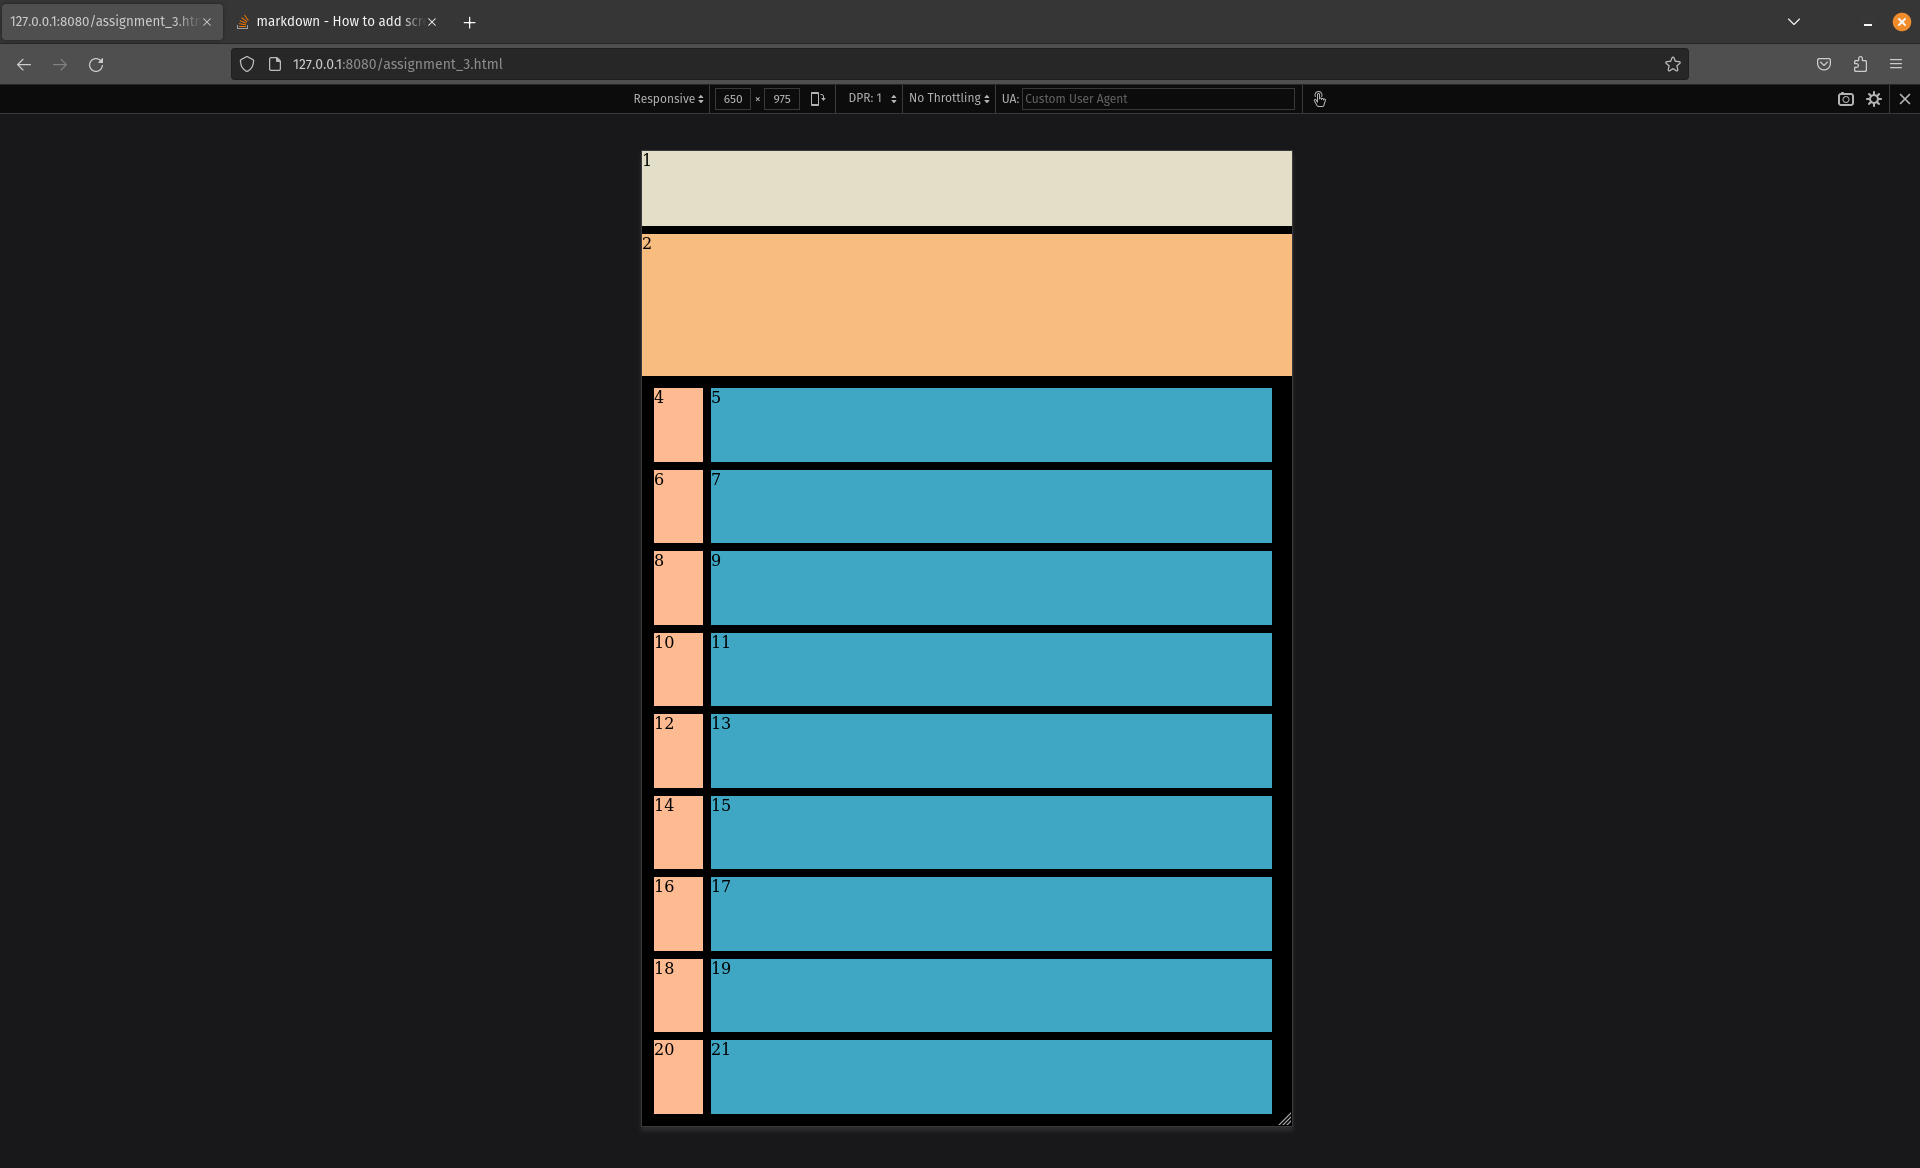 127.0.0.1:8080/assignment_3.ht
markdown - How to add scr
127.0.0.1:8080/assignment_3.html
Responsive 650 × 975 DPR: 1 No Throttling UA: Custom User Agent
1
2
4 5
6 7
8 9
10 11
12 13
14 15
16 17
18 19
20 21